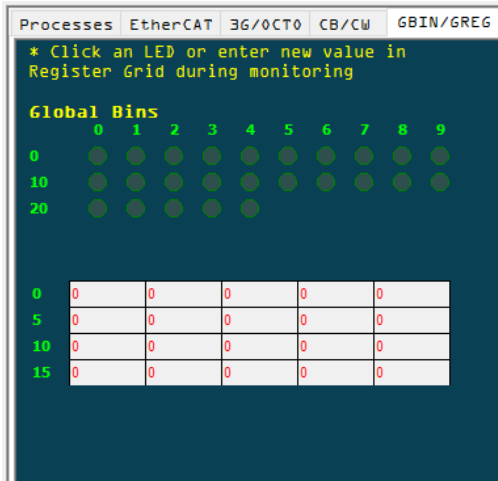 Processes EtherCAT 3G/OCTO CB/CW GBIN/GREG
* Click an LED or enter new value in
Register Grid during monitoring
Global Bins
0 1 2 3 4 5 6 7 8 9
0
10
20
0 0 0 0 0 0
5 0 0 0 0 0
10 0 0 0 0 0
15 0 0 0 0 0